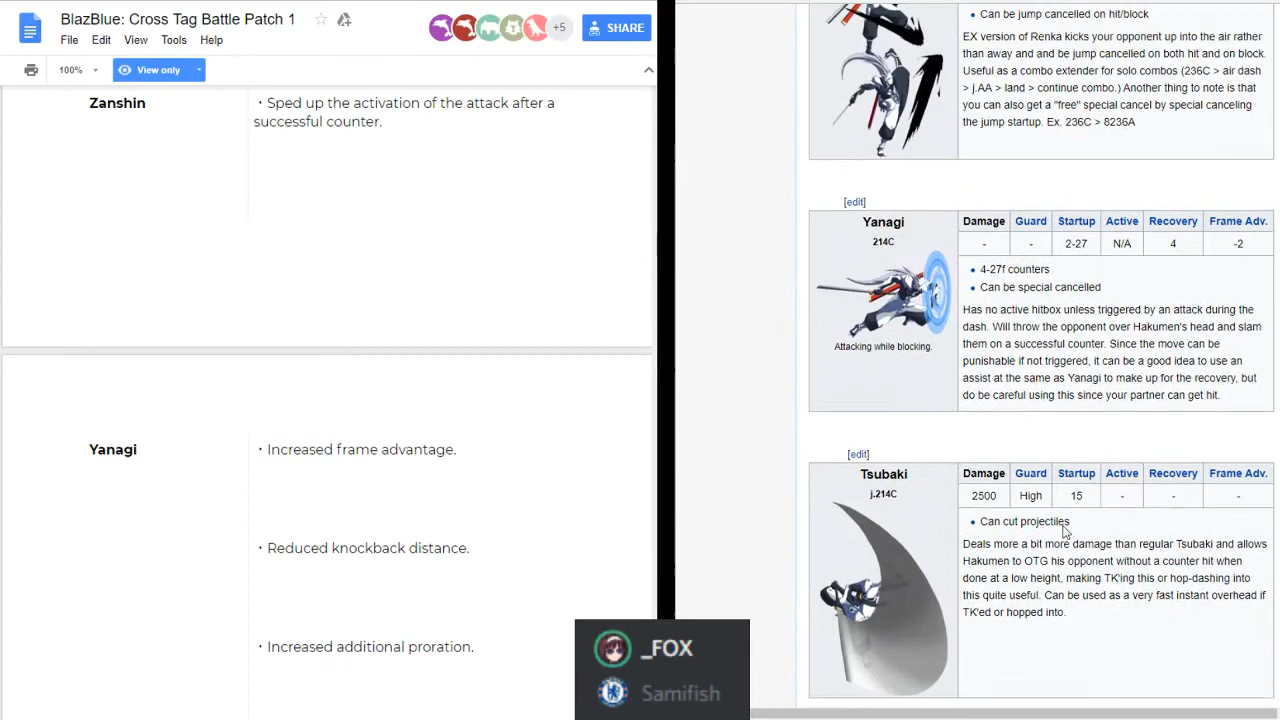 BlazBlue: Cross Tag Battle Patch 1
File Edit View Tools Help
+5
SHARE
100%
View only
Zanshin
・Sped up the activation of the attack after a
successful counter.
Yanagi
・Increased frame advantage.
・Reduced knockback distance.
・Increased additional proration.
Can be jump cancelled on hit/block
EX version of Renka kicks your opponent up into the air rather
than away and and be jump cancelled on both hit and on block.
Useful as a combo extender for solo combos (236C > air dash
> j.AA > land > continue combo.) Another thing to note is that
you can also get a "free" special cancel by special canceling
the jump startup. Ex. 236C > 8236A
[edit]
Yanagi
214C
Attacking while blocking.
Damage Guard Startup Active Recovery Frame Adv.
- - 2-27 N/A 4 -2
4-27f counters
Can be special cancelled
Has no active hitbox unless triggered by an attack during the
dash. Will throw the opponent over Hakumen's head and slam
them on a successful counter. Since the move can be
punishable if not triggered, it can be a good idea to use an
assist at the same as Yanagi to make up for the recovery, but
do be careful using this since your partner can get hit.
[edit]
Tsubaki
j.214C
Damage Guard Startup Active Recovery Frame Adv.
2500 High 15 - - -
Can cut projectiles
Deals more a bit more damage than regular Tsubaki and allows
Hakumen to OTG his opponent without a counter hit when
done at a low height, making TK'ing this or hop-dashing into
this quite useful. Can be used as a very fast instant overhead if
TK'ed or hopped into.
_FOX
Samifish